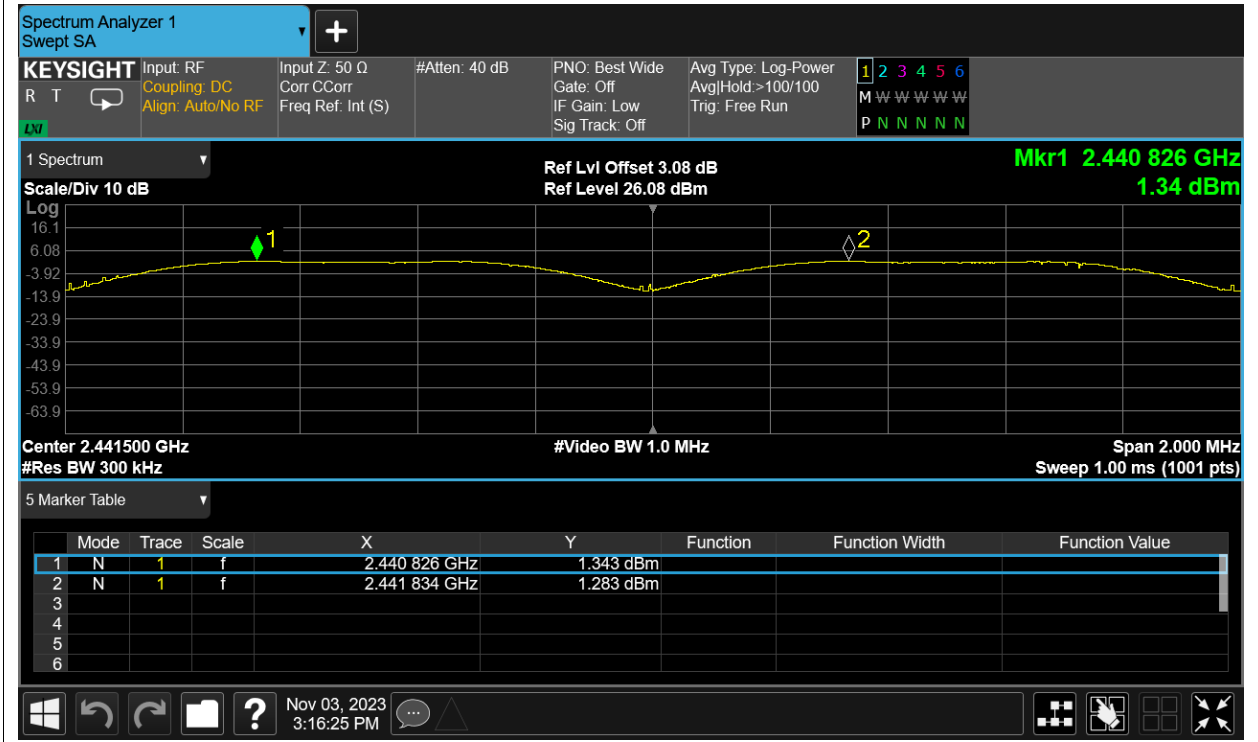 Spectrum Analyzer 1
Swept SA
+
KEYSIGHT Input: RF Input Z: 50 Ω #Atten: 40 dB PNO: Best Wide Avg Type: Log-Power 1 2 3 4 5 6
R T Coupling: DC Corr CCorr Gate: Off Avg|Hold:>100/100 M W W W W W
Align: Auto/No RF Freq Ref: Int (S) IF Gain: Low Trig: Free Run
LXI Sig Track: Off P N N N N N
1 Spectrum Ref Lvl Offset 3.08 dB Mkr1 2.440 826 GHz
Scale/Div 10 dB Ref Level 26.08 dBm 1.34 dBm
Log
16.1
6.08
-3.92
-13.9
-23.9
-33.9
-43.9
-53.9
-63.9
1
2
Center 2.441500 GHz #Video BW 1.0 MHz Span 2.000 MHz
#Res BW 300 kHz Sweep 1.00 ms (1001 pts)
5 Marker Table
Mode Trace Scale X Y Function Function Width Function Value
1 N 1 f 2.440 826 GHz 1.343 dBm
2 N 1 f 2.441 834 GHz 1.283 dBm
3
4
5
6
? Nov 03, 2023
3:16:25 PM